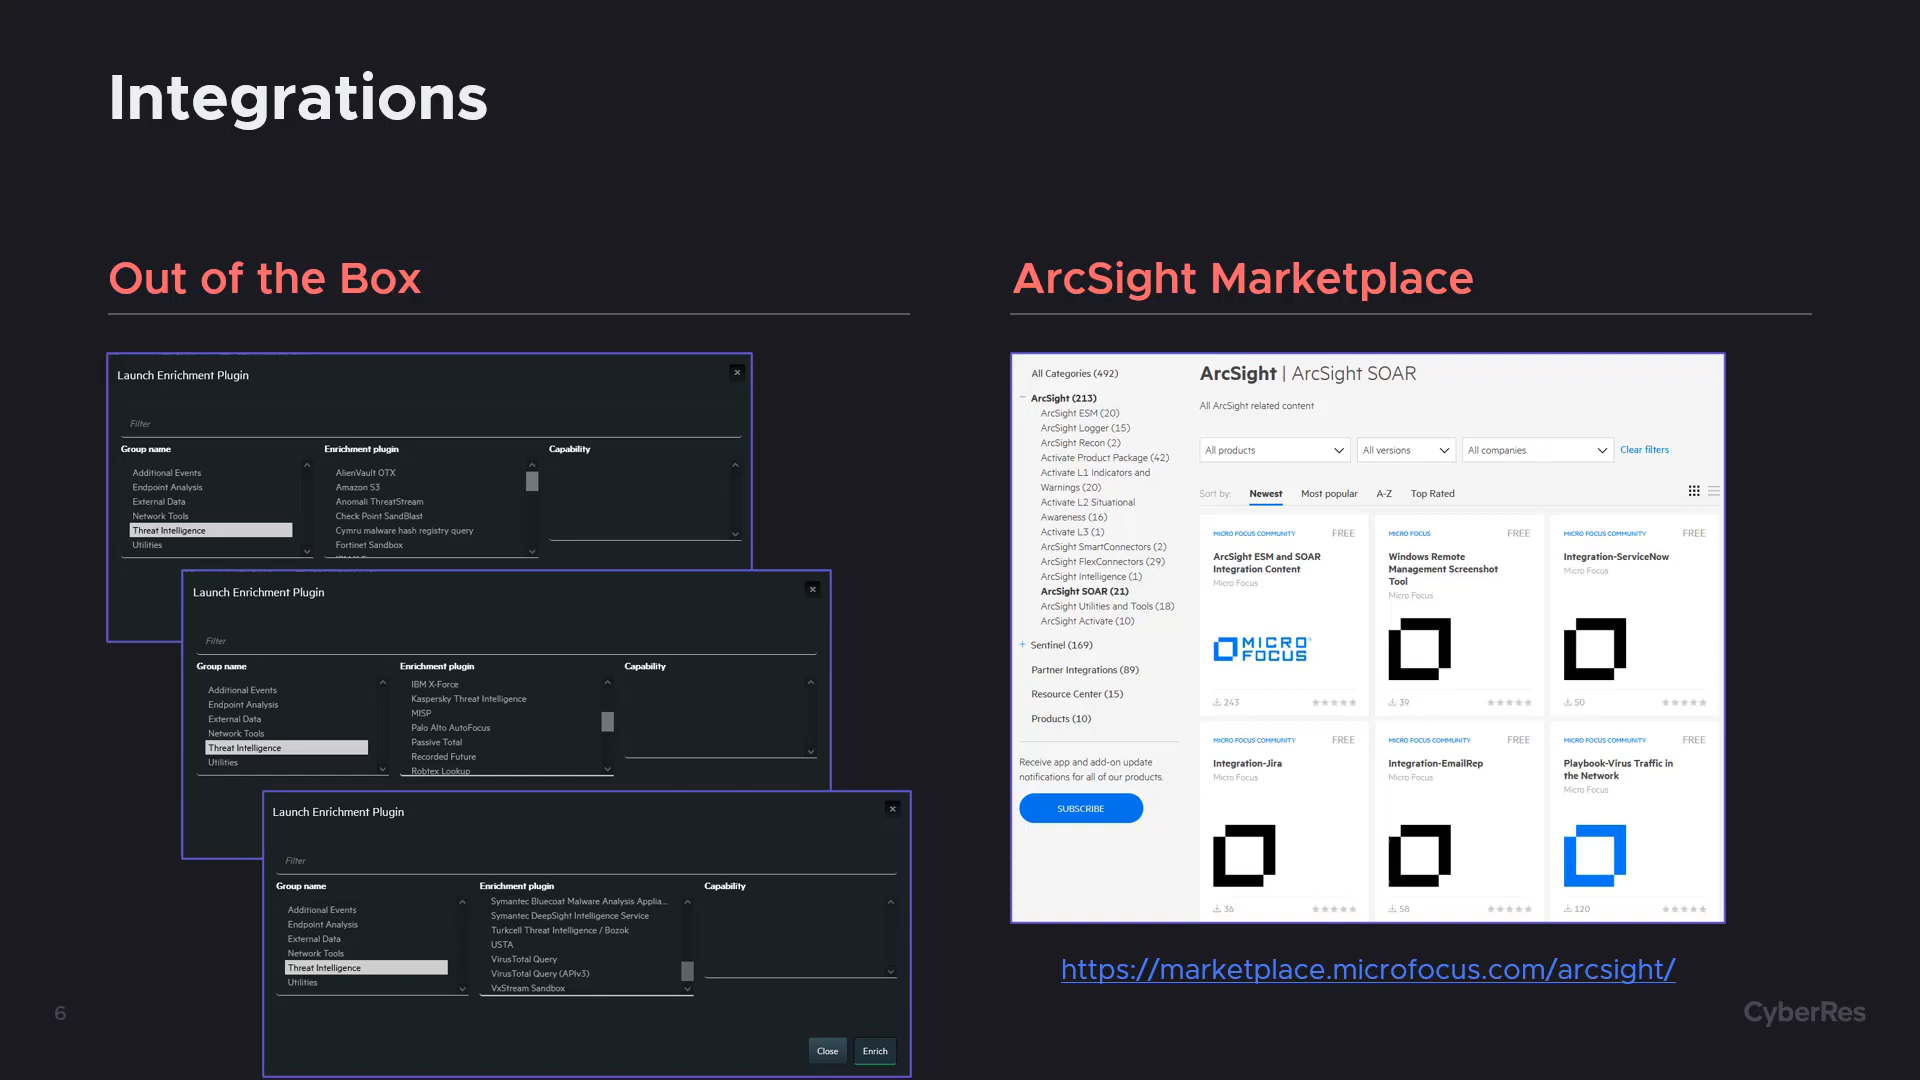 Integrations
Out of the Box
Launch Enrichment Plugin
Filter
Group name
Enrichment plugin
Capability
Additional Events
Endpoint Analysis
External Data
Network Tools
Threat Intelligence
Utilities
AlienVault OTX
Amazon S3
Anomali ThreatStream
Check Point SandBlast
Cymru malware hash registry query
Fortinet Sandbox
Launch Enrichment Plugin
Filter
Group name
Enrichment plugin
Capability
Additional Events
Endpoint Analysis
External Data
Network Tools
Threat Intelligence
Utilities
IBM X-Force
Kaspersky Threat Intelligence
MISP
Palo Alto AutoFocus
Passive Total
Recorded Future
Robtex Lookup
Launch Enrichment Plugin
Filter
Group name
Enrichment plugin
Capability
Additional Events
Endpoint Analysis
External Data
Network Tools
Threat Intelligence
Utilities
Symantec Bluecoat Malware Analysis Applia...
Symantec DeepSight Intelligence Service
Turkcell Threat Intelligence / Bozok
USTA
VirusTotal Query
VirusTotal Query (APIv3)
VxStream Sandbox
Close
Enrich
ArcSight Marketplace
All Categories (492)
ArcSight (213)
ArcSight ESM (20)
ArcSight Logger (15)
ArcSight Recon (2)
Activate Product Package (42)
Activate L1 Indicators and
Warnings (20)
Activate L2 Situational
Awareness (16)
Activate L3 (1)
ArcSight SmartConnectors (2)
ArcSight FlexConnectors (29)
ArcSight Intelligence (1)
ArcSight SOAR (21)
ArcSight Utilities and Tools (18)
ArcSight Activate (10)
Sentinel (169)
Partner Integrations (89)
Resource Center (15)
Products (10)
Receive app and add-on update
notifications for all of our products.
SUBSCRIBE
ArcSight | ArcSight SOAR
All ArcSight related content
All products
All versions
All companies
Clear filters
Sort by:
Newest
Most popular
A-Z
Top Rated
MICRO FOCUS COMMUNITY
FREE
ArcSight ESM and SOAR
Integration Content
Micro Focus
MICRO
FOCUS
243
MICRO FOCUS
FREE
Windows Remote
Management Screenshot
Tool
Micro Focus
39
MICRO FOCUS COMMUNITY
FREE
Integration-ServiceNow
Micro Focus
50
MICRO FOCUS COMMUNITY
FREE
Integration-Jira
Micro Focus
36
MICRO FOCUS COMMUNITY
FREE
Integration-EmailRep
Micro Focus
58
MICRO FOCUS COMMUNITY
FREE
Playbook-Virus Traffic in
the Network
Micro Focus
120
https://marketplace.microfocus.com/arcsight/
6
CyberRes